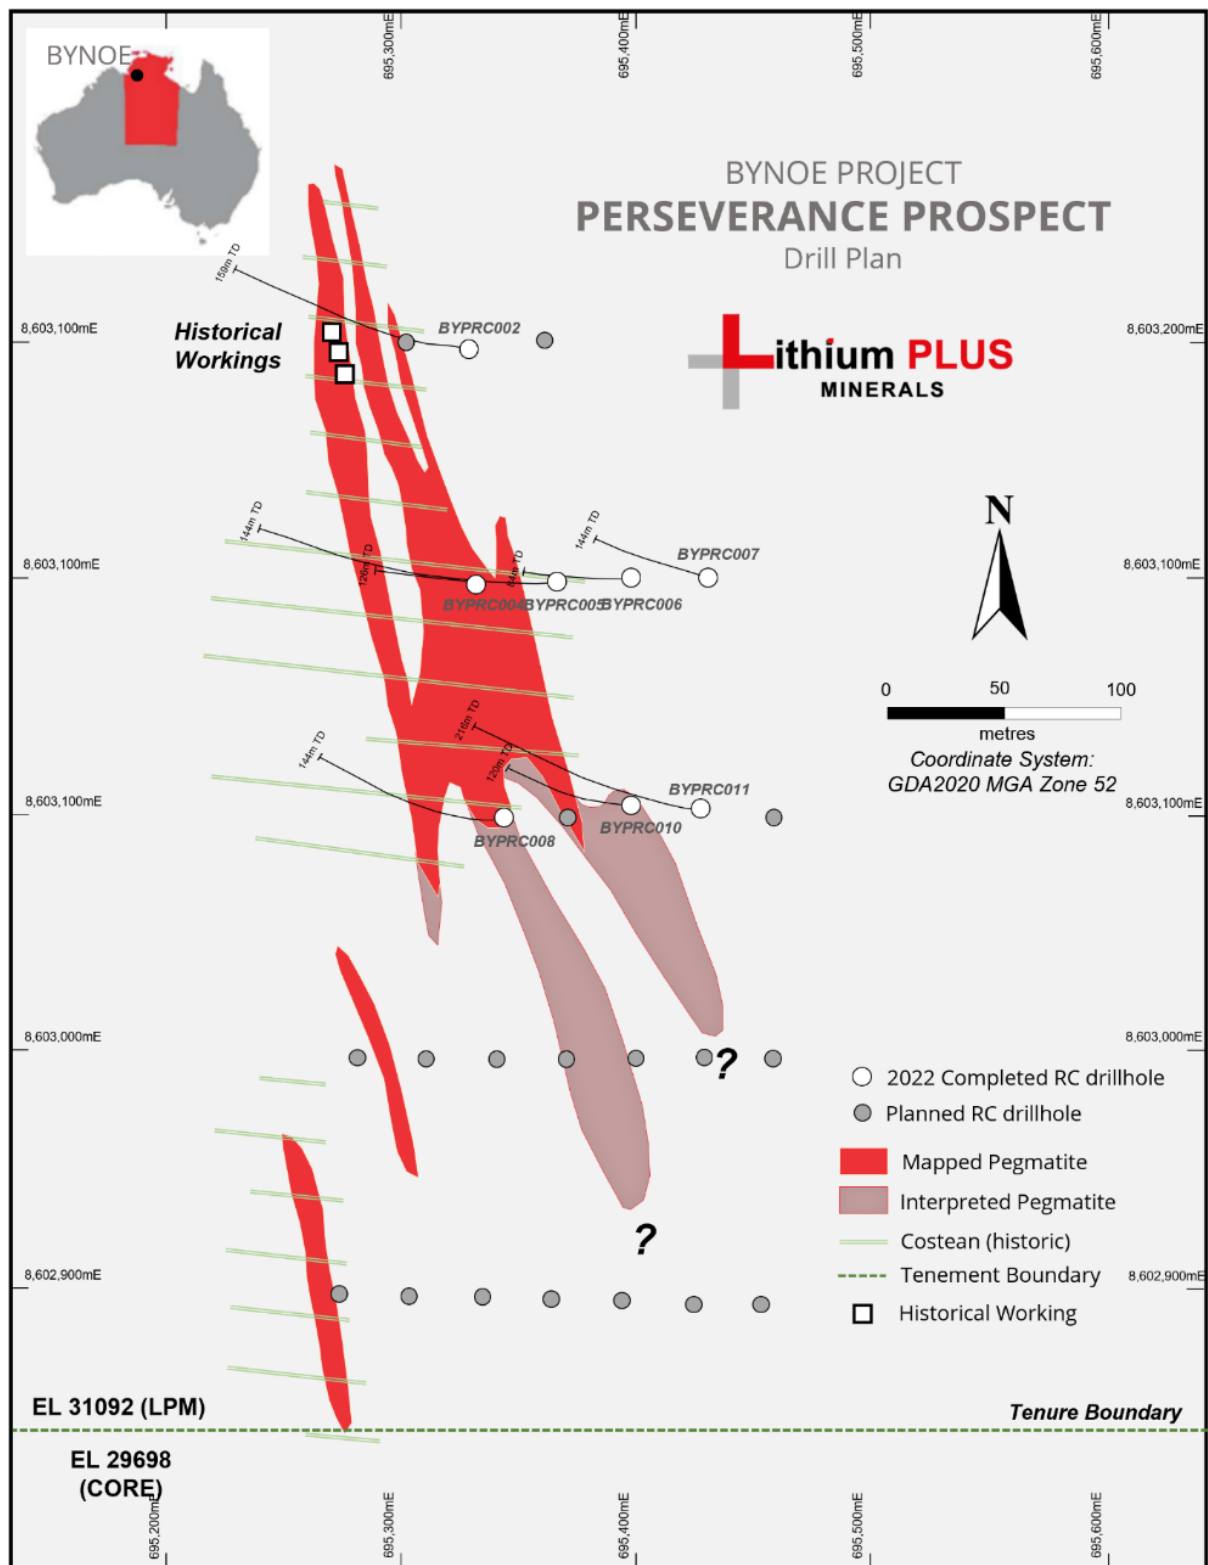 695,300mE
695,400mE
695,500mE
695,600mE
BYNOE
BYNOE PROJECT
PERSEVERANCE PROSPECT
Drill Plan
159m TD
8,603,100mE
Historical
Workings
BYPRC002
8,603,200mE
Lithium PLUS
MINERALS
N
144m TD
126m TD
84m TD
144m TD
BYPRC007
8,603,100mE
8,603,100mE
BYPRC004
BYPRC005
BYPRC006
0
50
100
metres
Coordinate System:
GDA2020 MGA Zone 52
144m TD
216m TD
120m TD
BYPRC011
8,603,100mE
8,603,100mE
BYPRC010
BYPRC008
8,603,000mE
8,603,000mE
?
2022 Completed RC drillhole
Planned RC drillhole
Mapped Pegmatite
Interpreted Pegmatite
?
Costean (historic)
Tenement Boundary
8,602,900mE
8,602,900mE
Historical Working
EL 31092 (LPM)
Tenure Boundary
EL 29698
(CORE)
695,200mE
695,300mE
695,400mE
695,500mE
695,600mE